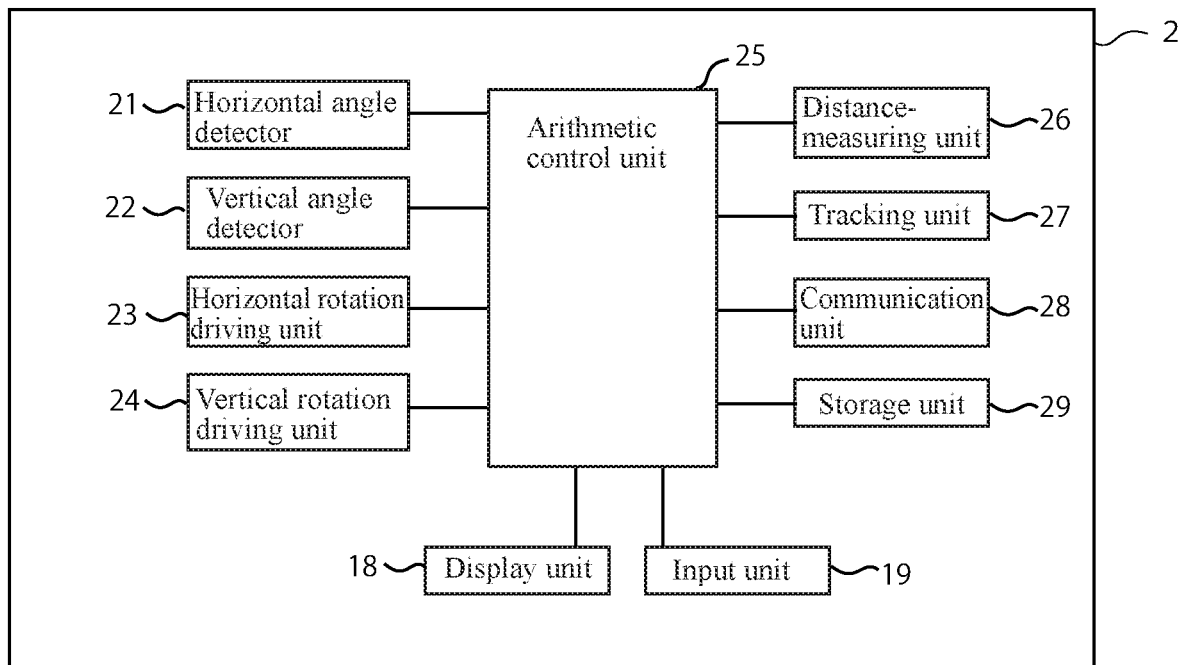 2
25
21
Horizontal angle
detector
Arithmetic
control unit
Distance-
measuring unit
26
22
Vertical angle
detector
Tracking unit
27
23
Horizontal rotation
driving unit
Communication
unit
28
24
Vertical rotation
driving unit
Storage unit
29
18
Display unit
Input unit
19